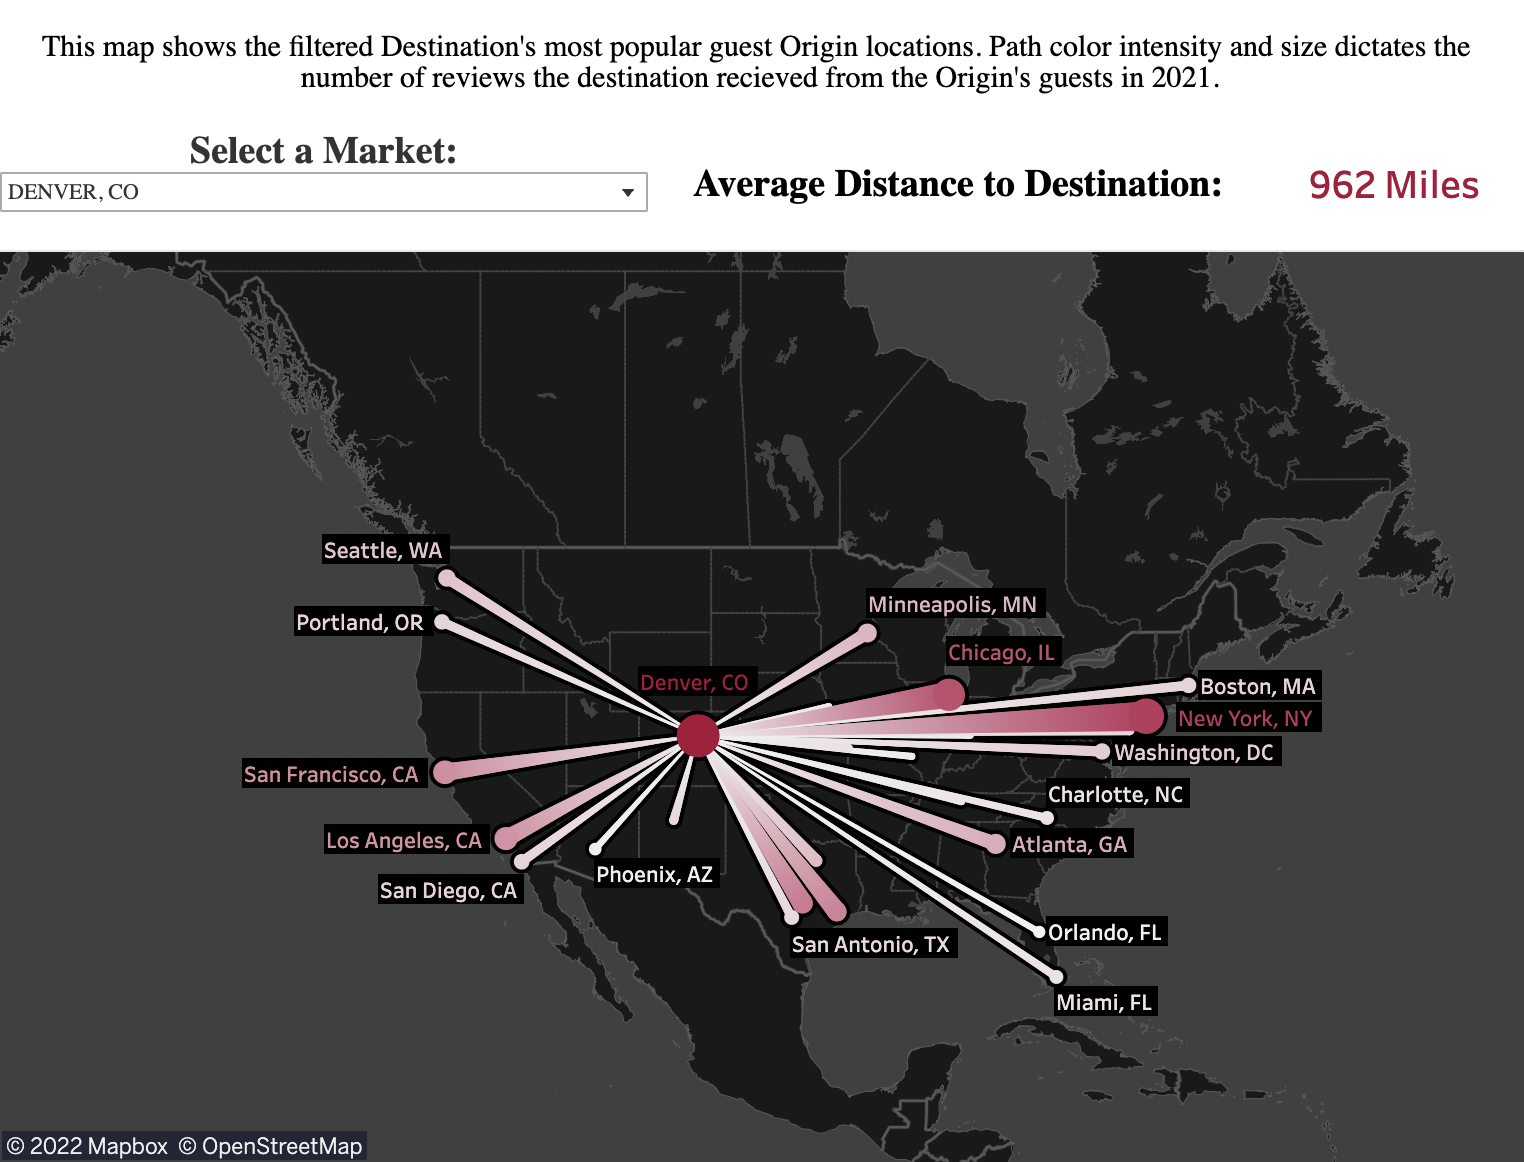 This map shows the filtered Destination's most popular guest Origin locations. Path color intensity and size dictates the
number of reviews the destination recieved from the Origin's guests in 2021.
Select a Market:
DENVER, CO
Average Distance to Destination:
962 Miles
Seattle, WA
Portland, OR
Minneapolis, MN
Chicago, IL
Denver, CO
Boston, MA
New York, NY
Washington, DC
San Francisco, CA
Charlotte, NC
Los Angeles, CA
Atlanta, GA
Phoenix, AZ
San Diego, CA
Orlando, FL
San Antonio, TX
Miami, FL
© 2022 Mapbox © OpenStreetMap